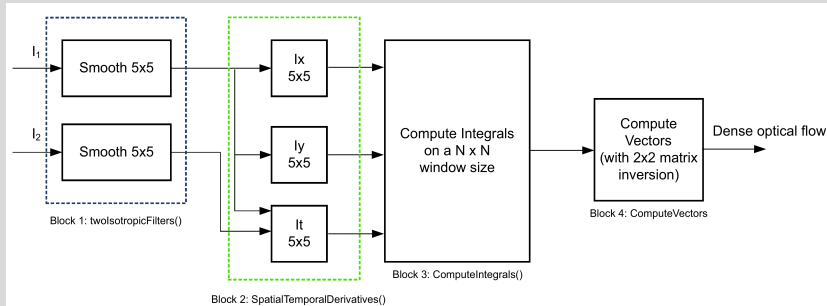 I1
Smooth 5x5
I2
Smooth 5x5
Block 1: twoIsotropicFilters()
Ix
5x5
Iy
5x5
It
5x5
Block 2: SpatialTemporalDerivatives()
Compute Integrals
on a N x N
window size
Block 3: ComputeIntegrals()
Compute
Vectors
(with 2x2 matrix
inversion)
Block 4: ComputeVectors
Dense optical flow